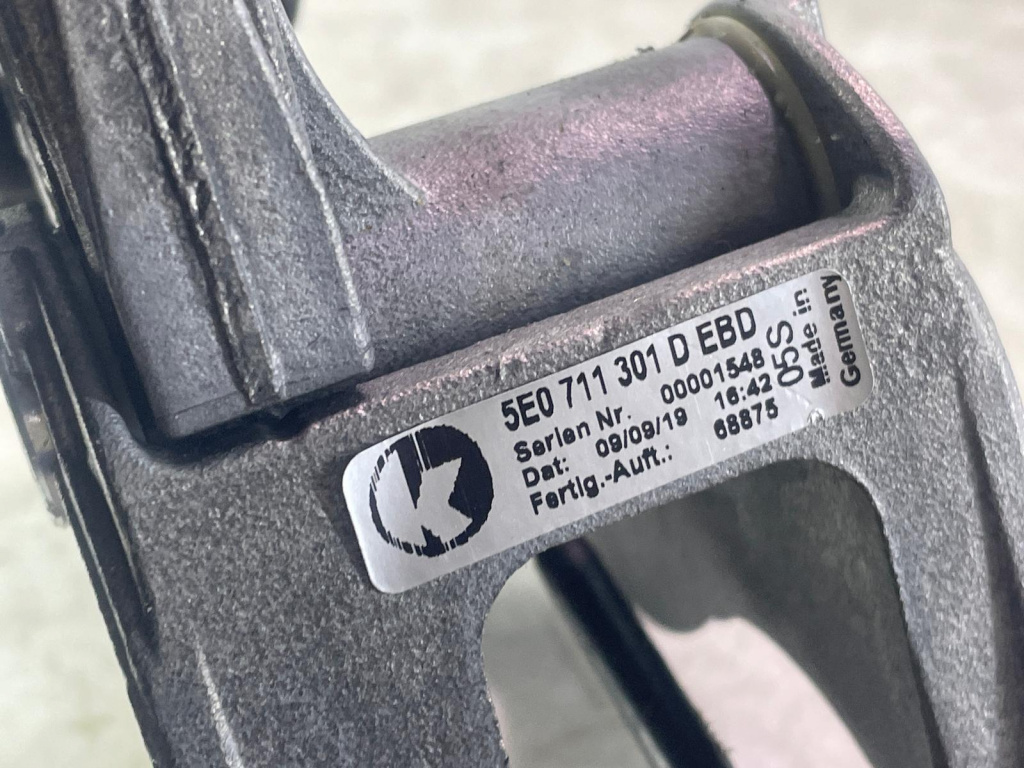 K
5E0 711 301 D EBD
Serien Nr. 00001548
Dat: 09/09/19 16:42
Fertig.-Auft.: 68875
05S
Made in
Germany